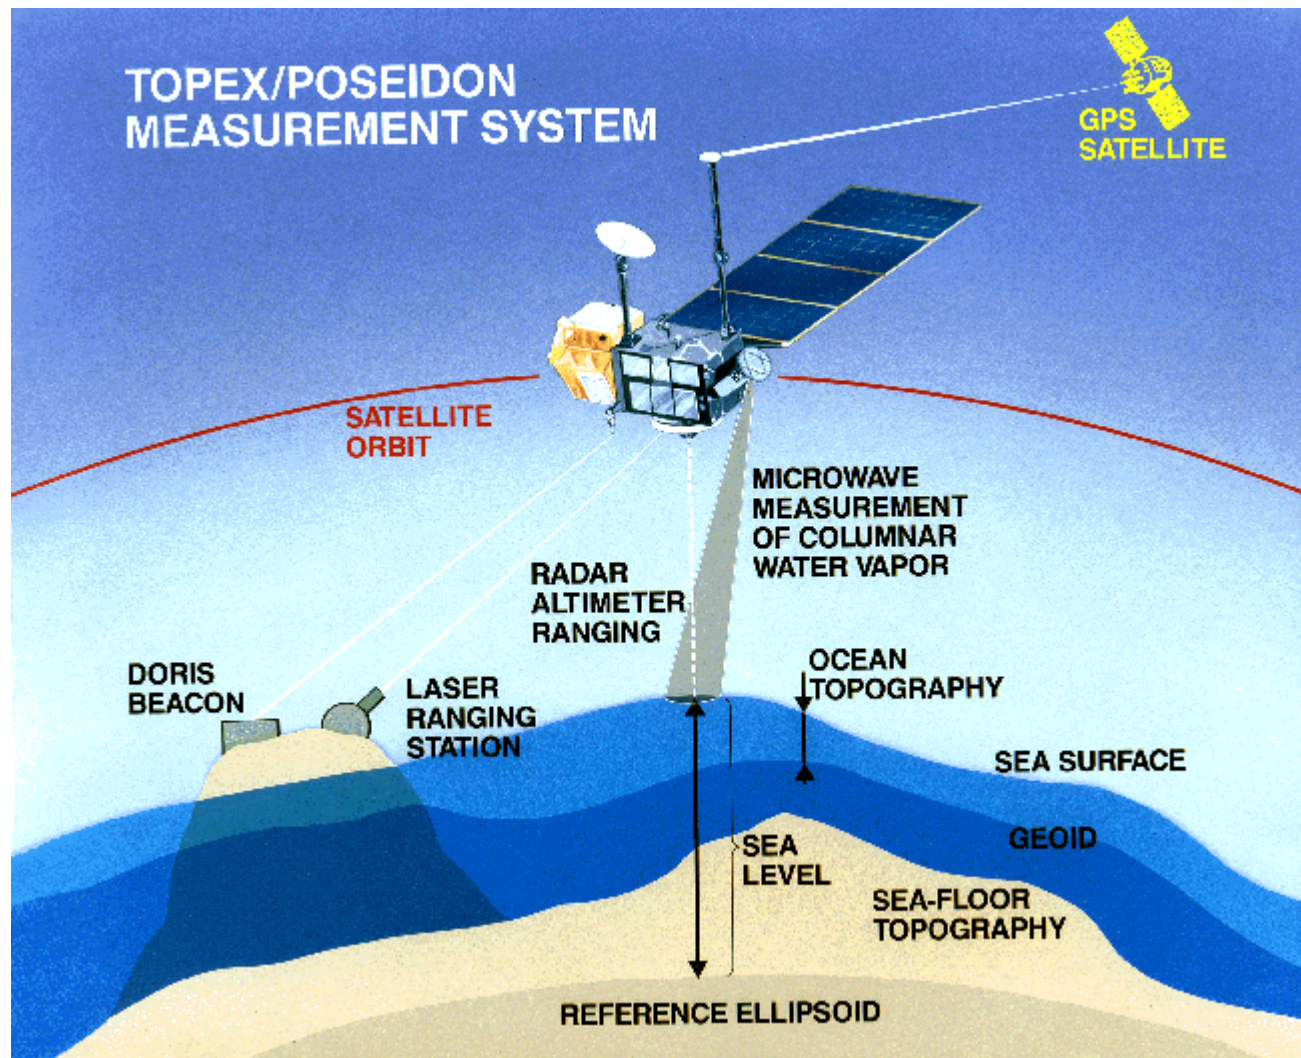 TOPEX/POSEIDON
MEASUREMENT SYSTEM
GPS
SATELLITE
SATELLITE
ORBIT
MICROWAVE
MEASUREMENT
OF COLUMNAR
WATER VAPOR
RADAR
ALTIMETER
RANGING
DORIS
BEACON
LASER
RANGING
STATION
OCEAN
TOPOGRAPHY
SEA SURFACE
GEOID
SEA
LEVEL
SEA-FLOOR
TOPOGRAPHY
REFERENCE ELLIPSOID